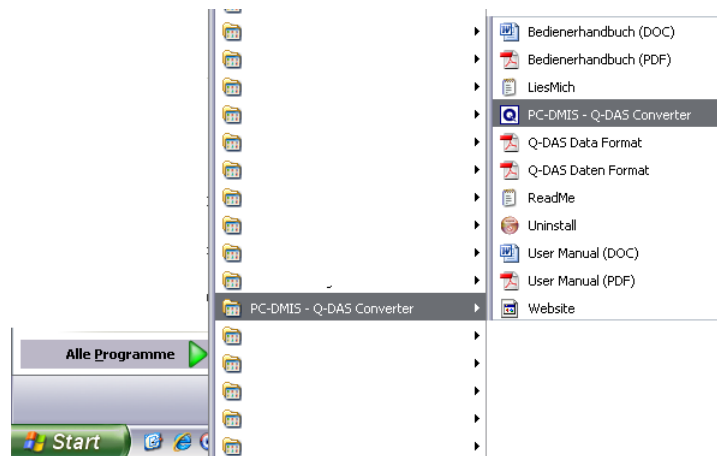 Bedienerhandbuch (DOC)
Bedienerhandbuch (PDF)
LiesMich
PC-DMIS - Q-DAS Converter
Q-DAS Data Format
Q-DAS Daten Format
ReadMe
Uninstall
User Manual (DOC)
User Manual (PDF)
Website
PC-DMIS - Q-DAS Converter
Alle Programme
Start